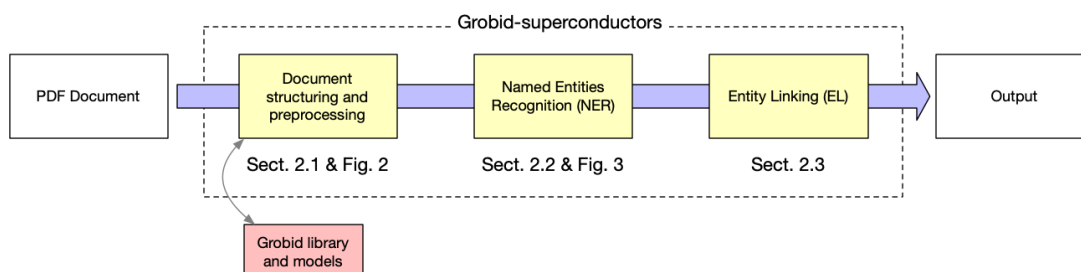 Grobid-superconductors
PDF Document
Document
structuring and
preprocessing
Named Entities
Recognition (NER)
Entity Linking (EL)
Output
Sect. 2.1 & Fig. 2
Sect. 2.2 & Fig. 3
Sect. 2.3
Grobid library
and models